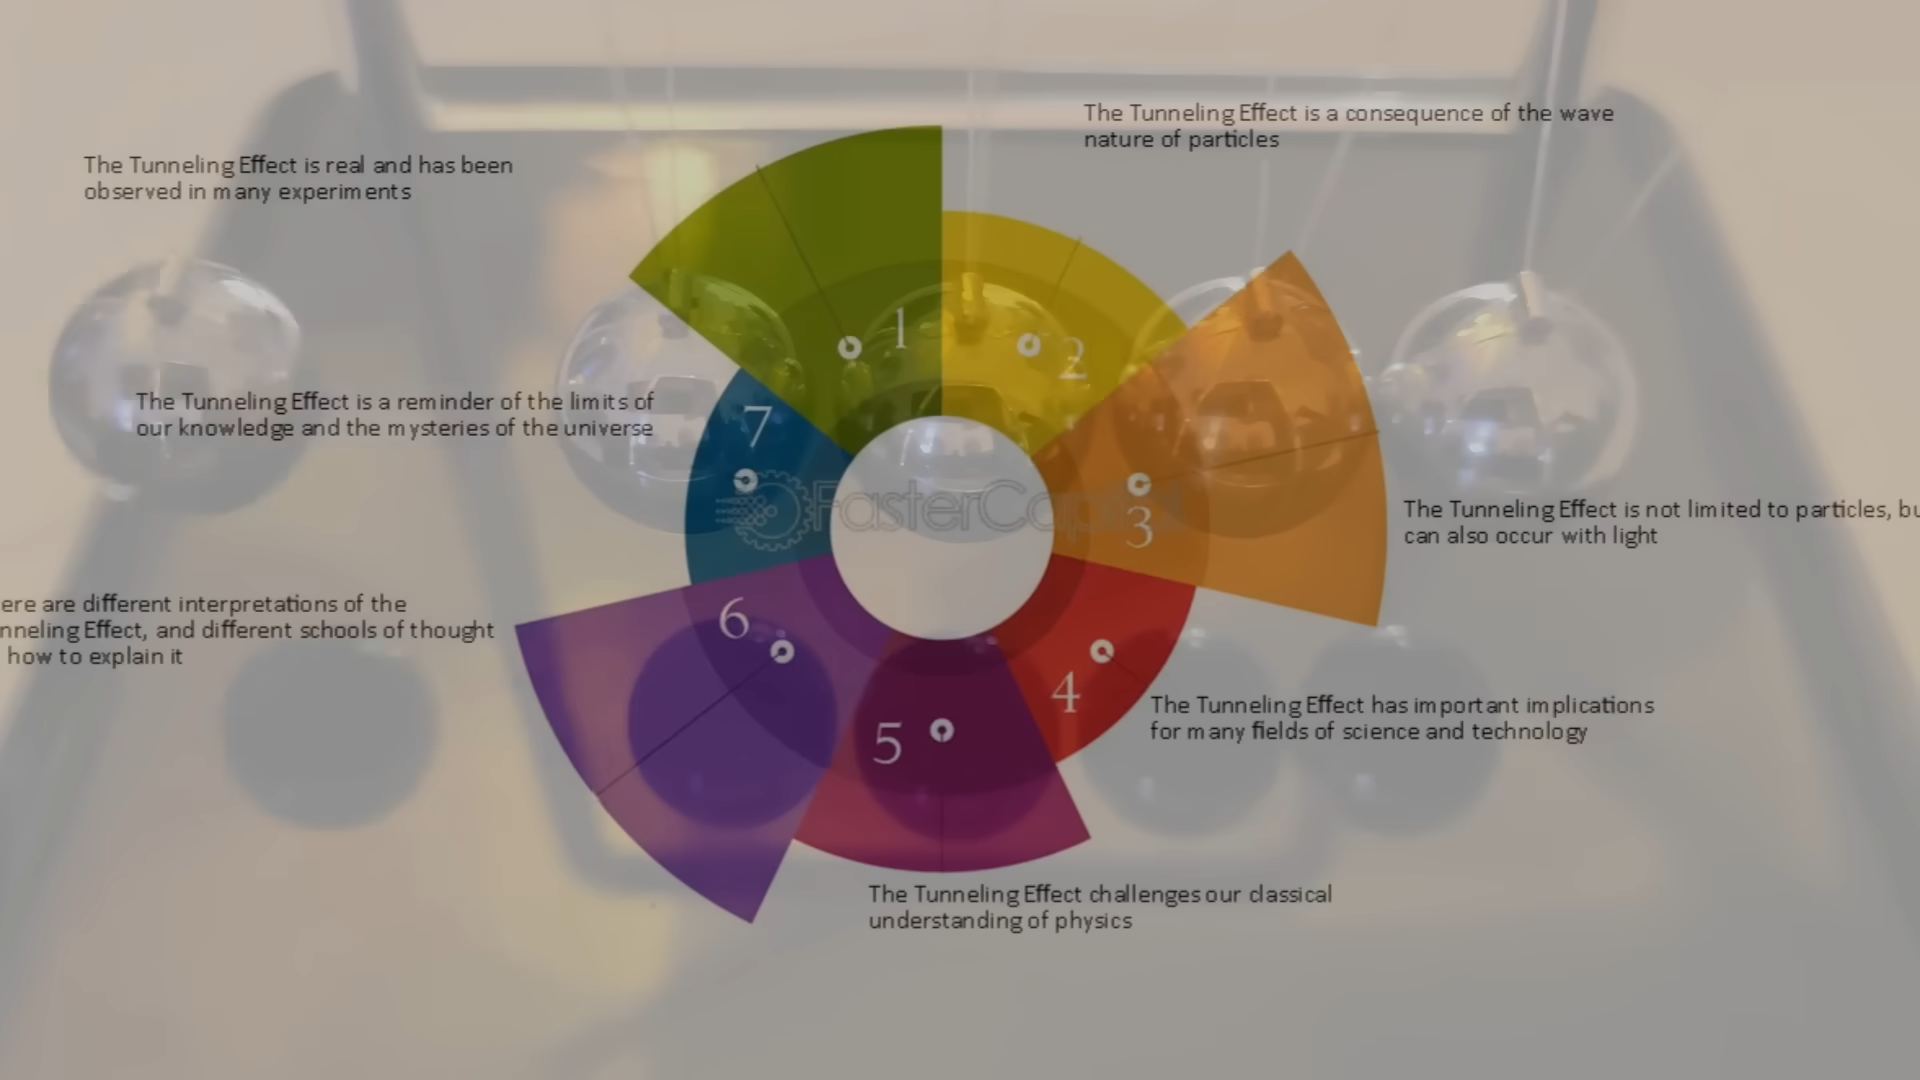 The Tunneling Effect is real and has been
observed in many experiments
1
The Tunneling Effect is a consequence of the wave
nature of particles
2
The Tunneling Effect is not limited to particles,
can also occur with light
3
The Tunneling Effect has important implications
for many fields of science and technology
4
The Tunneling Effect challenges our classical
understanding of physics
5
are different interpretations of the
Effect, and different schools of thought
how to explain it
6
The Tunneling Effect is a reminder of the limits of
our knowledge and the mysteries of the universe
7